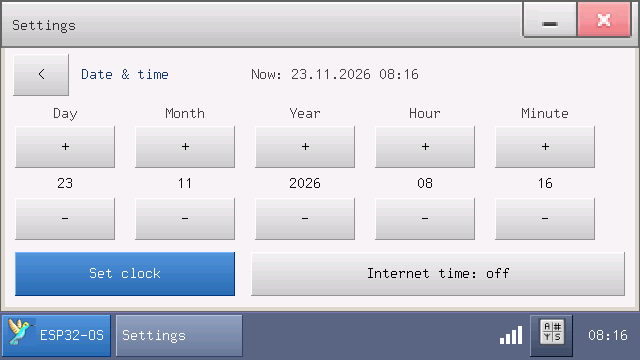 Settings
< Date & time Now: 23.11.2026 08:16
Day Month Year Hour Minute
+ + + + +
23 11 2026 08 16
- - - - -
Set clock Internet time: off
ESP32-OS Settings A# TS 08:16